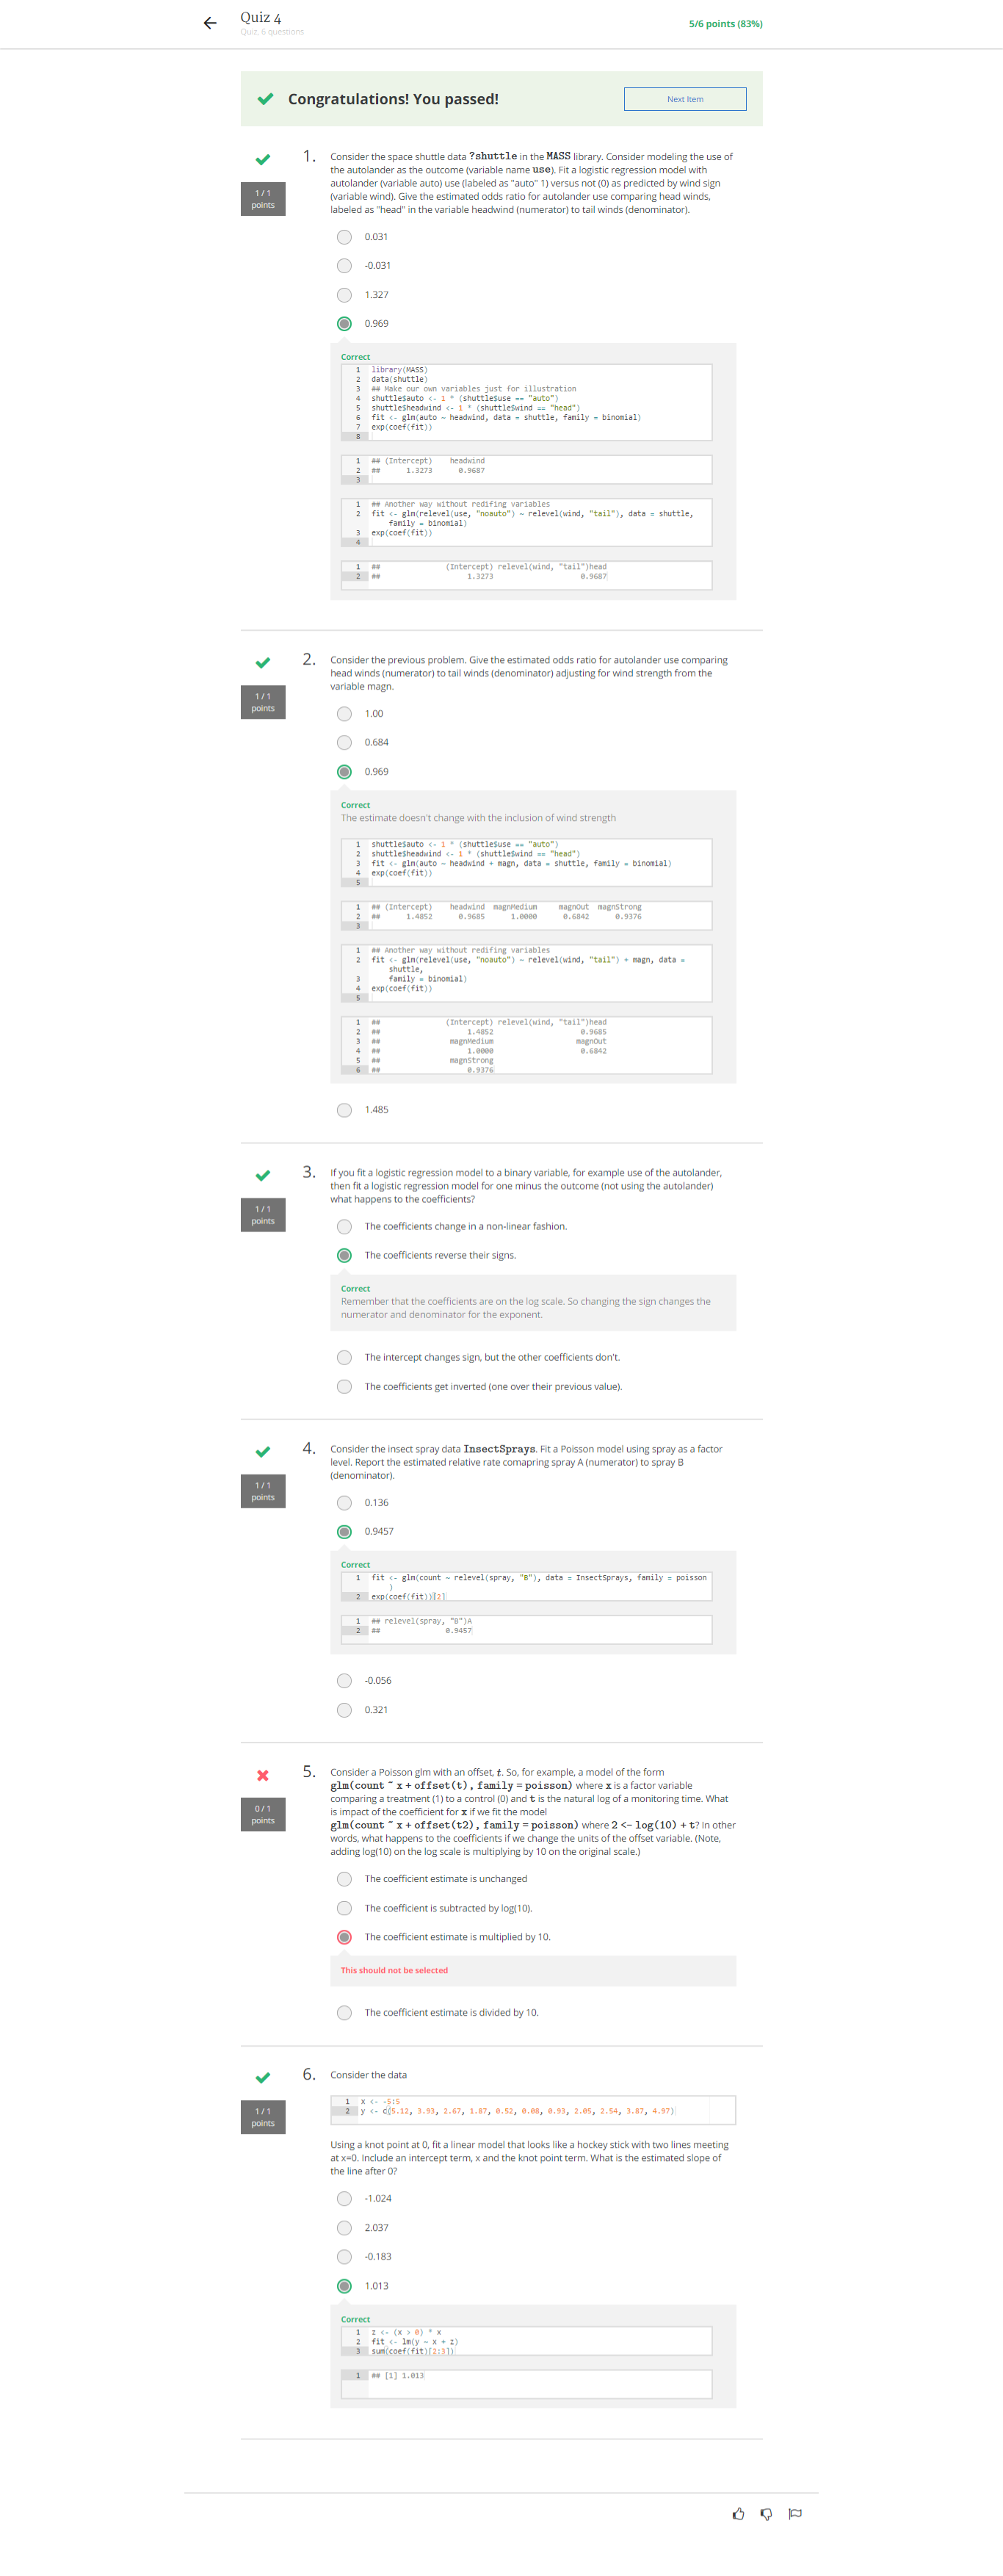 Quiz 4
Quiz, 6 questions
5/6 points (83%)
Congratulations! You passed!
Next Item
1 / 1
points
1.
Consider the space shuttle data ?shuttle in the MASS library. Consider modeling the use of
the autolander as the outcome (variable name use). Fit a logistic regression model with
autolander (variable auto) use (labeled as "auto" 1) versus not (0) as predicted by wind sign
(variable wind). Give the estimated odds ratio for autolander use comparing head winds,
labeled as "head" in the variable headwind (numerator) to tail winds (denominator).
0.031
-0.031
1.327
0.969
Correct
1 library(MASS)
2 data(shuttle)
3 ## Make our own variables just for illustration
4 shuttle$auto <- 1 * (shuttle$use == "auto")
5 shuttle$headwind <- 1 * (shuttle$wind == "head")
6 fit <- glm(auto ~ headwind, data = shuttle, family = binomial)
7 exp(coef(fit))
8
1 ## (Intercept) headwind
2 ## 1.3273 0.9687
3
1 ## Another way without redifing variables
2 fit <- glm(relevel(use, "noauto") ~ relevel(wind, "tail"), data = shuttle,
family = binomial)
3 exp(coef(fit))
4
1 ## (Intercept) relevel(wind, "tail")head
2 ## 1.3273 0.9687
1 / 1
points
2.
Consider the previous problem. Give the estimated odds ratio for autolander use comparing
head winds (numerator) to tail winds (denominator) adjusting for wind strength from the
variable magn.
1.00
0.684
0.969
Correct
The estimate doesn't change with the inclusion of wind strength
1 shuttle$auto <- 1 * (shuttle$use == "auto")
2 shuttle$headwind <- 1 * (shuttle$wind == "head")
3 fit <- glm(auto ~ headwind + magn, data = shuttle, family = binomial)
4 exp(coef(fit))
5
1 ## (Intercept) headwind magnMedium magnOut magnStrong
2 ## 1.4852 0.9685 1.0000 0.6842 0.9376
3
1 ## Another way without redifing variables
2 fit <- glm(relevel(use, "noauto") ~ relevel(wind, "tail") + magn, data =
shuttle,
3 family = binomial)
4 exp(coef(fit))
5
1 ## (Intercept) relevel(wind, "tail")head
2 ## 1.4852 0.9685
3 ## magnMedium magnOut
4 ## 1.0000 0.6842
5 ## magnStrong
6 ## 0.9376
1.485
1 / 1
points
3.
If you fit a logistic regression model to a binary variable, for example use of the autolander,
then fit a logistic regression model for one minus the outcome (not using the autolander)
what happens to the coefficients?
The coefficients change in a non-linear fashion.
The coefficients reverse their signs.
Correct
Remember that the coefficients are on the log scale. So changing the sign changes the
numerator and denominator for the exponent.
The intercept changes sign, but the other coefficients don't.
The coefficients get inverted (one over their previous value).
1 / 1
points
4.
Consider the insect spray data InsectSprays. Fit a Poisson model using spray as a factor
level. Report the estimated relative rate comapring spray A (numerator) to spray B
(denominator).
0.136
0.9457
Correct
1 fit <- glm(count ~ relevel(spray, "B"), data = InsectSprays, family = poisson
)
2 exp(coef(fit))[2]
1 ## relevel(spray, "B")A
2 ## 0.9457
-0.056
0.321
0 / 1
points
5.
Consider a Poisson glm with an offset, t. So, for example, a model of the form
glm(count ~ x + offset(t), family = poisson) where x is a factor variable
comparing a treatment (1) to a control (0) and t is the natural log of a monitoring time. What
is impact of the coefficient for x if we fit the model
glm(count ~ x + offset(t2), family = poisson) where 2 <- log(10) + t? In other
words, what happens to the coefficients if we change the units of the offset variable. (Note,
adding log(10) on the log scale is multiplying by 10 on the original scale.)
The coefficient estimate is unchanged
The coefficient is subtracted by log(10).
The coefficient estimate is multiplied by 10.
This should not be selected
The coefficient estimate is divided by 10.
1 / 1
points
6.
Consider the data
1 x <- -5:5
2 y <- c(5.12, 3.93, 2.67, 1.87, 0.52, 0.08, 0.93, 2.05, 2.54, 3.87, 4.97)
Using a knot point at 0, fit a linear model that looks like a hockey stick with two lines meeting
at x=0. Include an intercept term, x and the knot point term. What is the estimated slope of
the line after 0?
-1.024
2.037
-0.183
1.013
Correct
1 z <- (x > 0) * x
2 fit <- lm(y ~ x + z)
3 sum(coef(fit)[2:3])
1 ## [1] 1.013